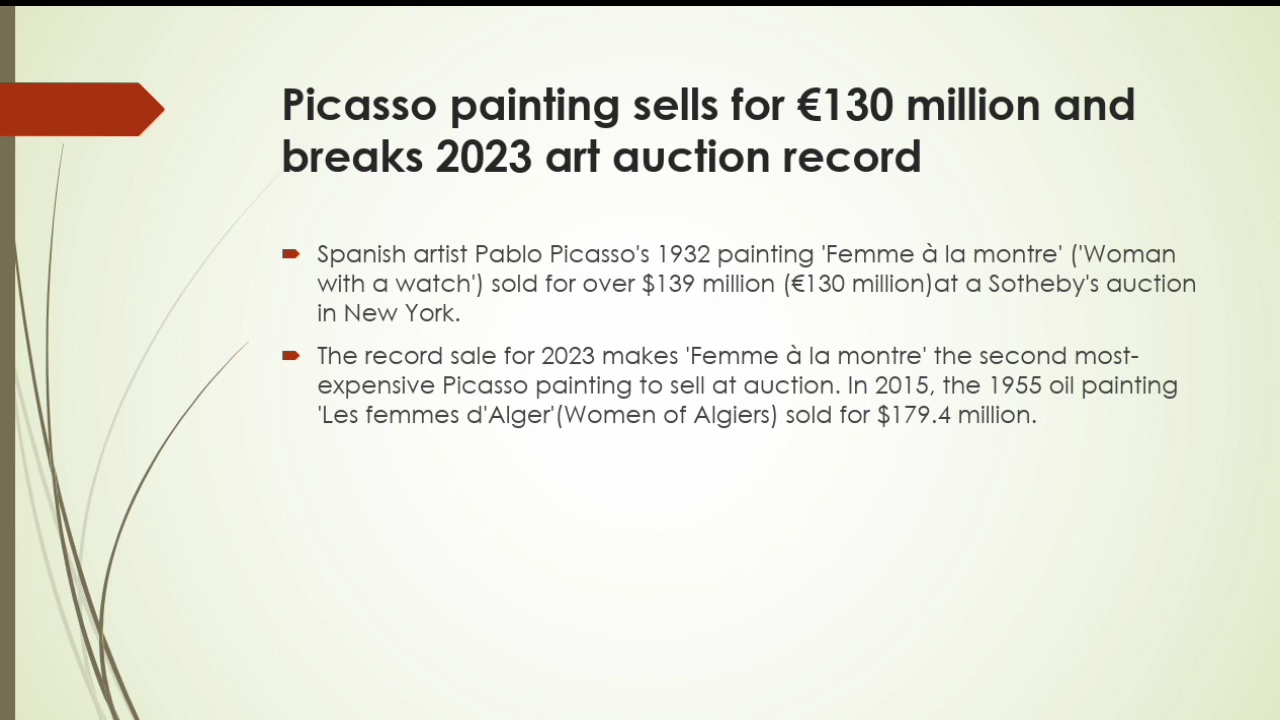 Picasso painting sells for €130 million and
breaks 2023 art auction record
Spanish artist Pablo Picasso's 1932 painting 'Femme à la montre' ('Woman
with a watch') sold for over $139 million (€130 million)at a Sotheby's auction
in New York.
The record sale for 2023 makes 'Femme à la montre' the second most-
expensive Picasso painting to sell at auction. In 2015, the 1955 oil painting
'Les femmes d'Alger'(Women of Algiers) sold for $179.4 million.